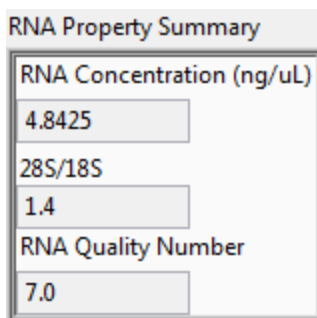 RNA Property Summary
RNA Concentration (ng/uL)
4.8425
28S/18S
1.4
RNA Quality Number
7.0